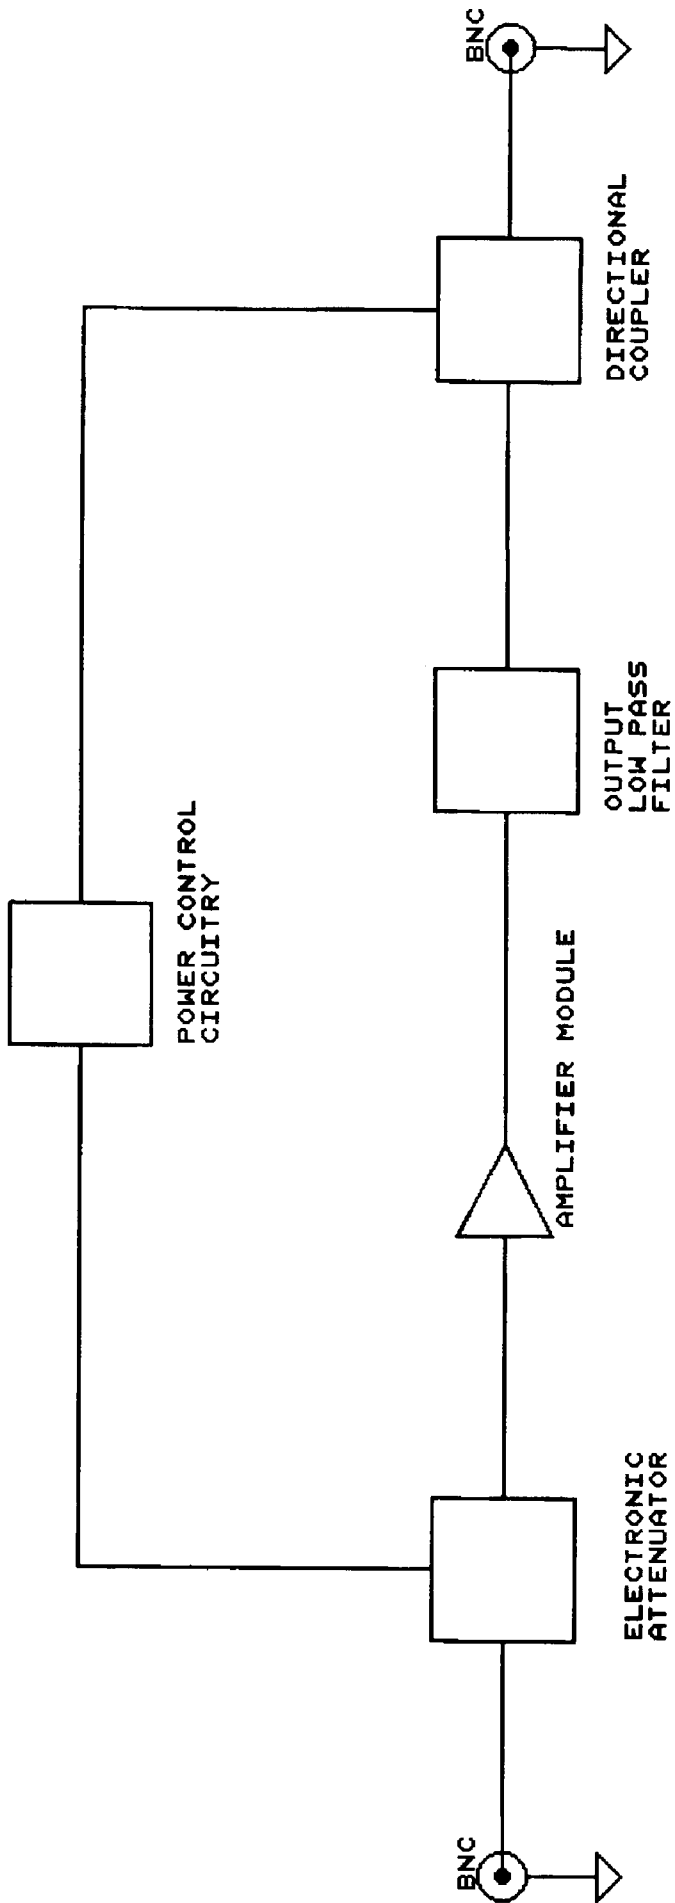 BNC
ELECTRONIC
ATTENUATOR
AMPLIFIER MODULE
POWER CONTROL
CIRCUITRY
OUTPUT
LOW PASS
FILTER
DIRECTIONAL
COUPLER
BNC